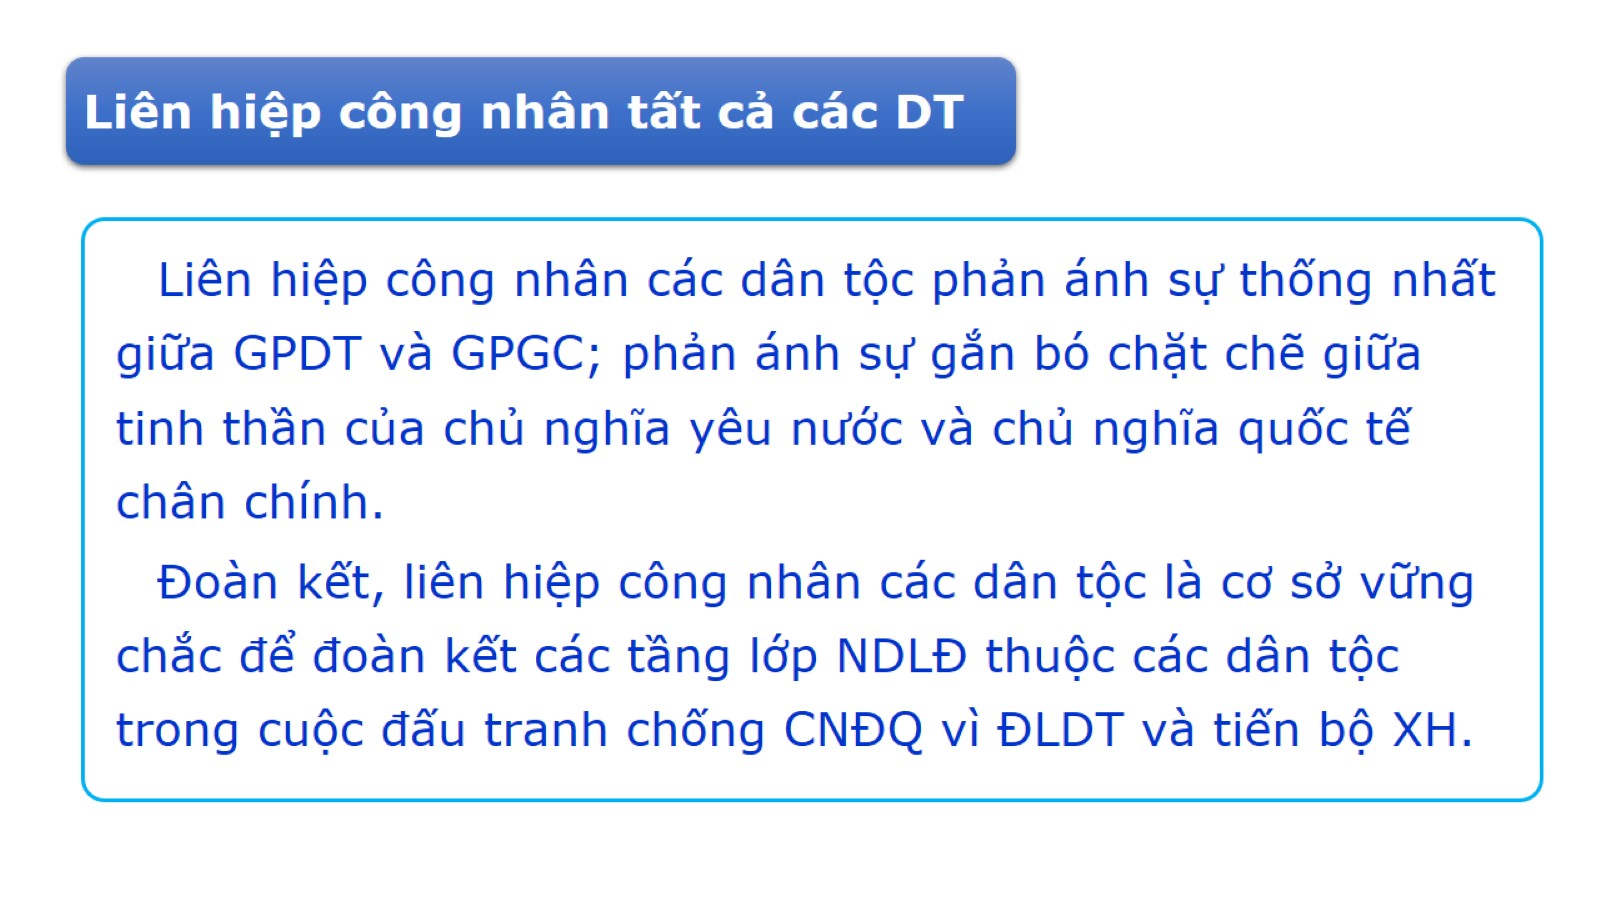 Liên hiệp công nhân tất cả các DT
Liên hiệp công nhân các dân tộc phản ánh sự thống nhất
giữa GPDT và GPGC; phản ánh sự gắn bó chặt chẽ giữa
tinh thần của chủ nghĩa yêu nước và chủ nghĩa quốc tế
chân chính.
Đoàn kết, liên hiệp công nhân các dân tộc là cơ sở vững
chắc để đoàn kết các tầng lớp NDLĐ thuộc các dân tộc
trong cuộc đấu tranh chống CNĐQ vì ĐLDT và tiến bộ XH.